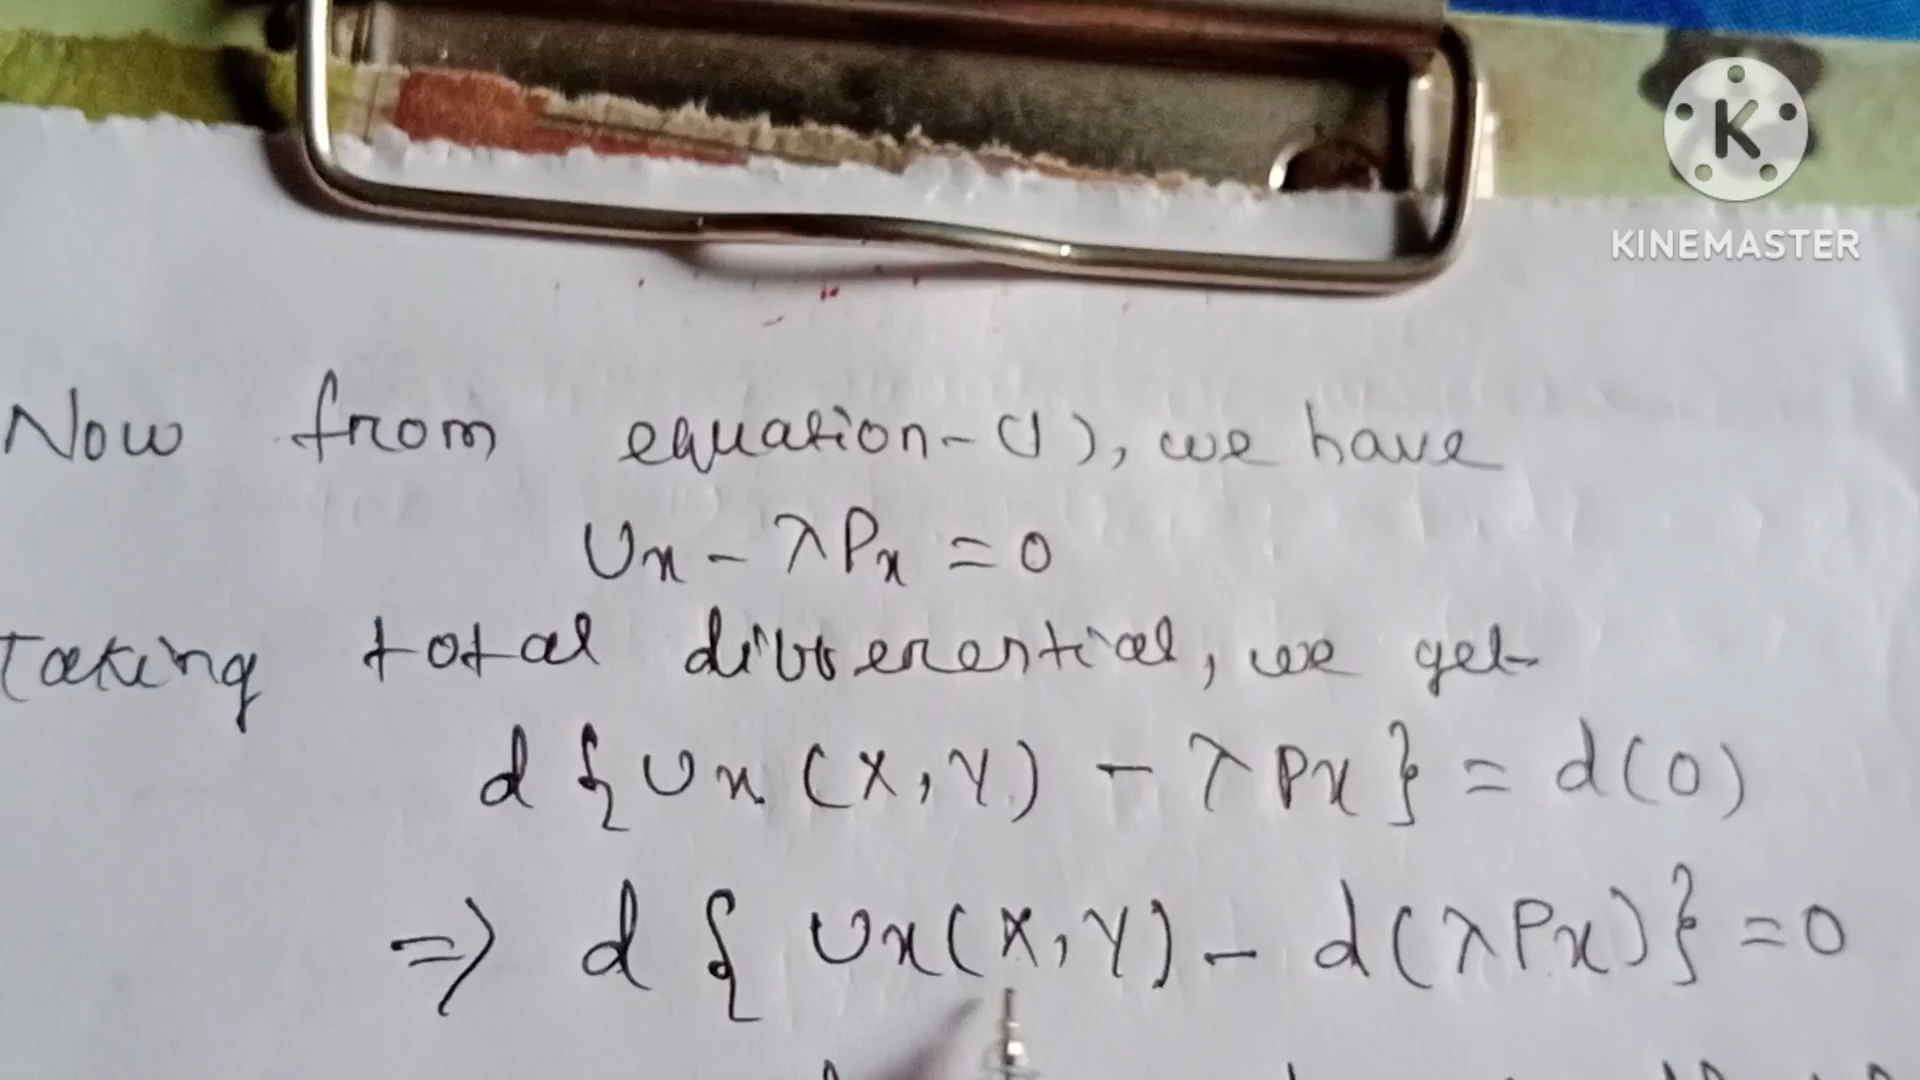 K
KINEMASTER
Now from equation-(1), we have
Ux - λPx = 0
Taking total differential, we get
d {Ux (X,Y) - λPx} = d(0)
=> d { Ux(X,Y) - d(λPx)} = 0